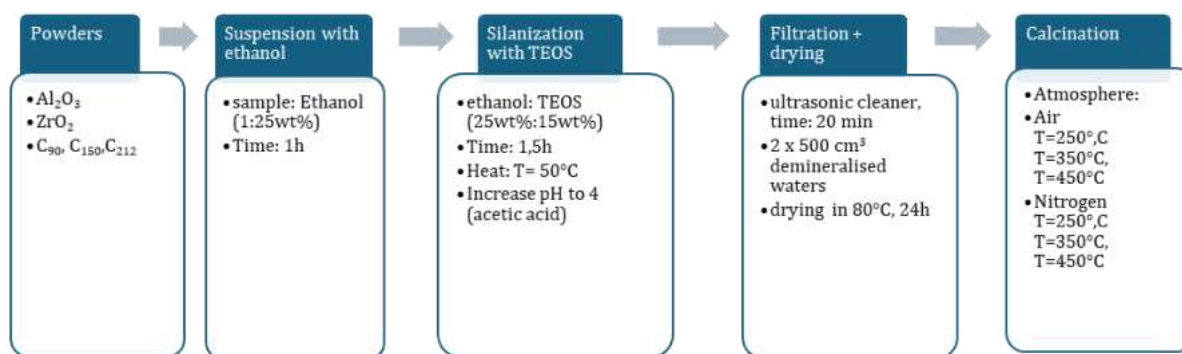 Powders
• Al₂O₃
• ZrO₂
• C₉₀, C₁₅₀,C₂₁₂
Suspension with
ethanol
• sample: Ethanol
(1:25wt%)
• Time: 1h
Silanization
with TEOS
• ethanol: TEOS
(25wt%:15wt%)
• Time: 1,5h
• Heat: T= 50°C
• Increase pH to 4
(acetic acid)
Filtration +
drying
• ultrasonic cleaner,
time: 20 min
• 2 x 500 cm³
demineralised
waters
• drying in 80°C, 24h
Calcination
• Atmosphere:
• Air
T=250°,C
T=350°C,
T=450°C
• Nitrogen
T=250°,C
T=350°C,
T=450°C